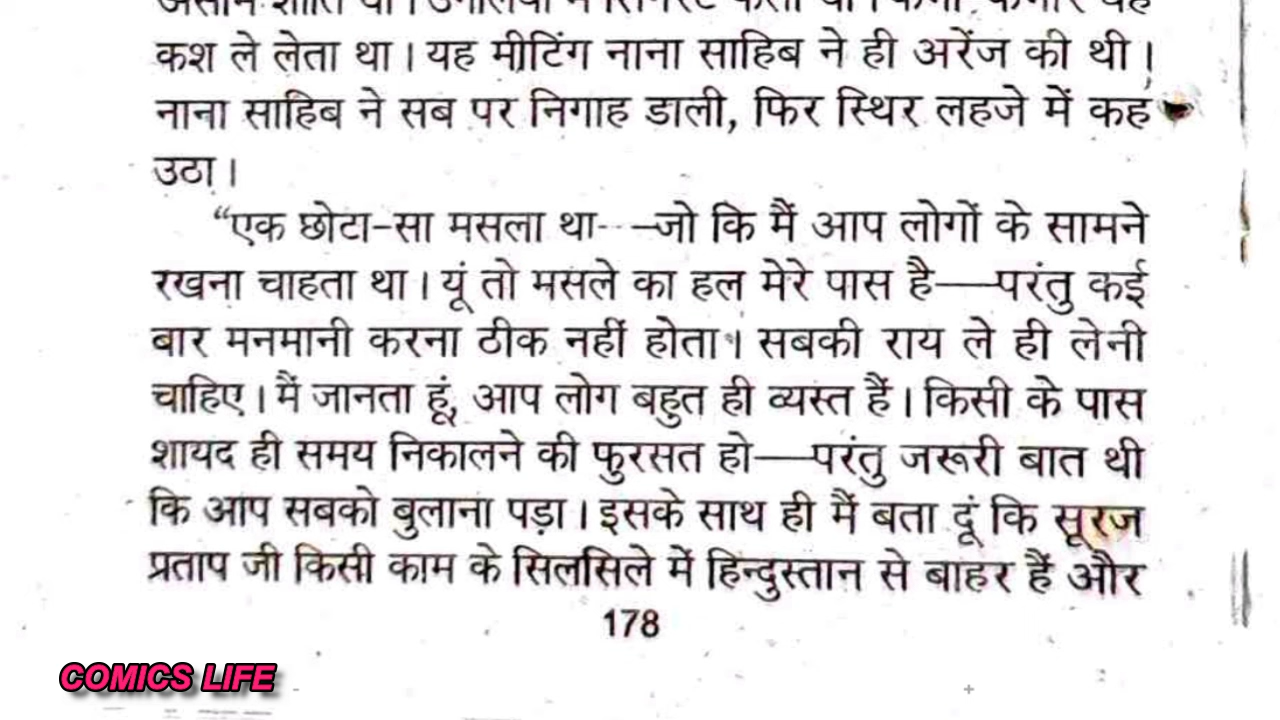 कश ले लेता था। यह मीटिंग नाना साहिब ने ही अरेंज की थी।
नाना साहिब ने सब पर निगाह डाली, फिर स्थिर लहजे में कह
उठा।
“एक छोटा-सा मसला था---जो कि मैं आप लोगों के सामने
रखना चाहता था। यूं तो मसले का हल मेरे पास है—परंतु कई
बार मनमानी करना ठीक नहीं होता। सबकी राय ले ही लेनी
चाहिए। मैं जानता हूं, आप लोग बहुत ही व्यस्त हैं। किसी के पास
शायद ही समय निकालने की फुरसत हो—परंतु जरूरी बात थी
कि आप सबको बुलाना पड़ा। इसके साथ ही मैं बता दूं कि सूरज
प्रताप जी किसी काम के सिलसिले में हिन्दुस्तान से बाहर हैं और
178
COMICS LIFE